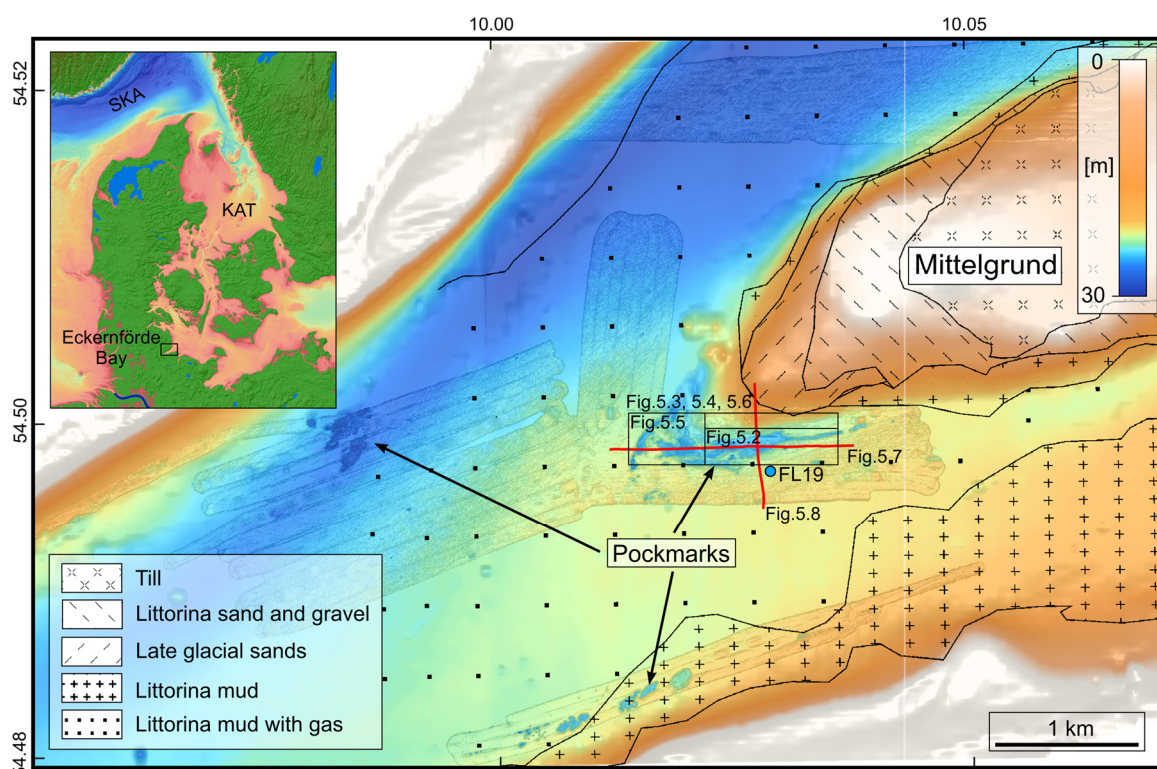 10.00
10.05
54.52
54.50
54.48
SKA
KAT
Eckernförde
Bay
0
[m]
30
Mittelgrund
Fig.5.3, 5.4, 5.6
Fig.5.5
Fig.5.2
Fig.5.7
FL19
Fig.5.8
Pockmarks
Till
Littorina sand and gravel
Late glacial sands
Littorina mud
Littorina mud with gas
1 km